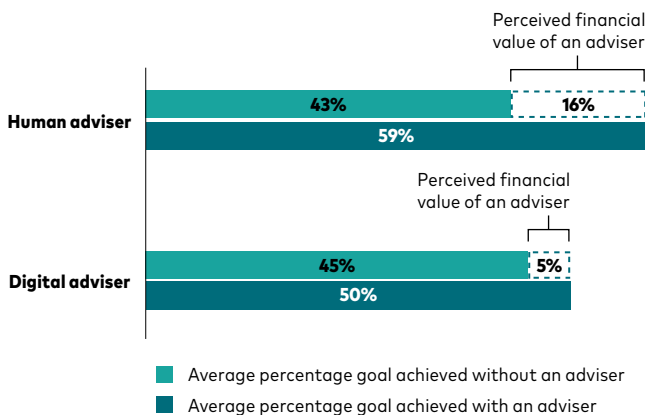 Perceived financial
value of an adviser
Human adviser
43%
16%
59%
Perceived financial
value of an adviser
Digital adviser
45%
5%
50%
Average percentage goal achieved without an adviser
Average percentage goal achieved with an adviser